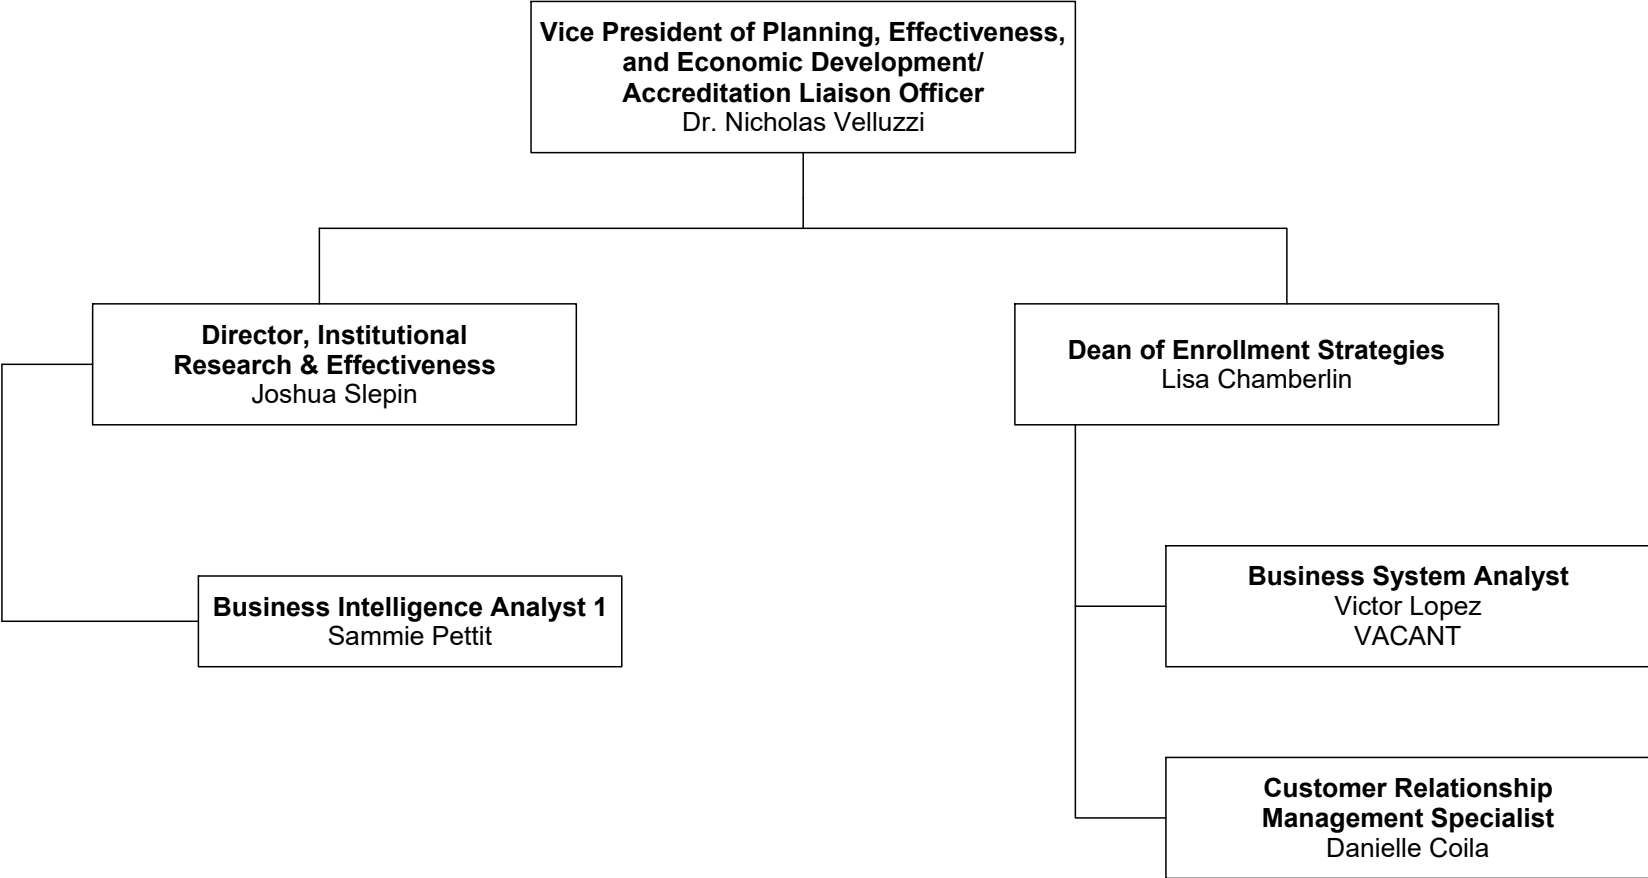 Vice President of Planning, Effectiveness,
and Economic Development/
Accreditation Liaison Officer
Dr. Nicholas Velluzzi
Director, Institutional
Research & Effectiveness
Joshua Slepin
Dean of Enrollment Strategies
Lisa Chamberlin
Business Intelligence Analyst 1
Sammie Pettit
Business System Analyst
Victor Lopez
VACANT
Customer Relationship
Management Specialist
Danielle Coila